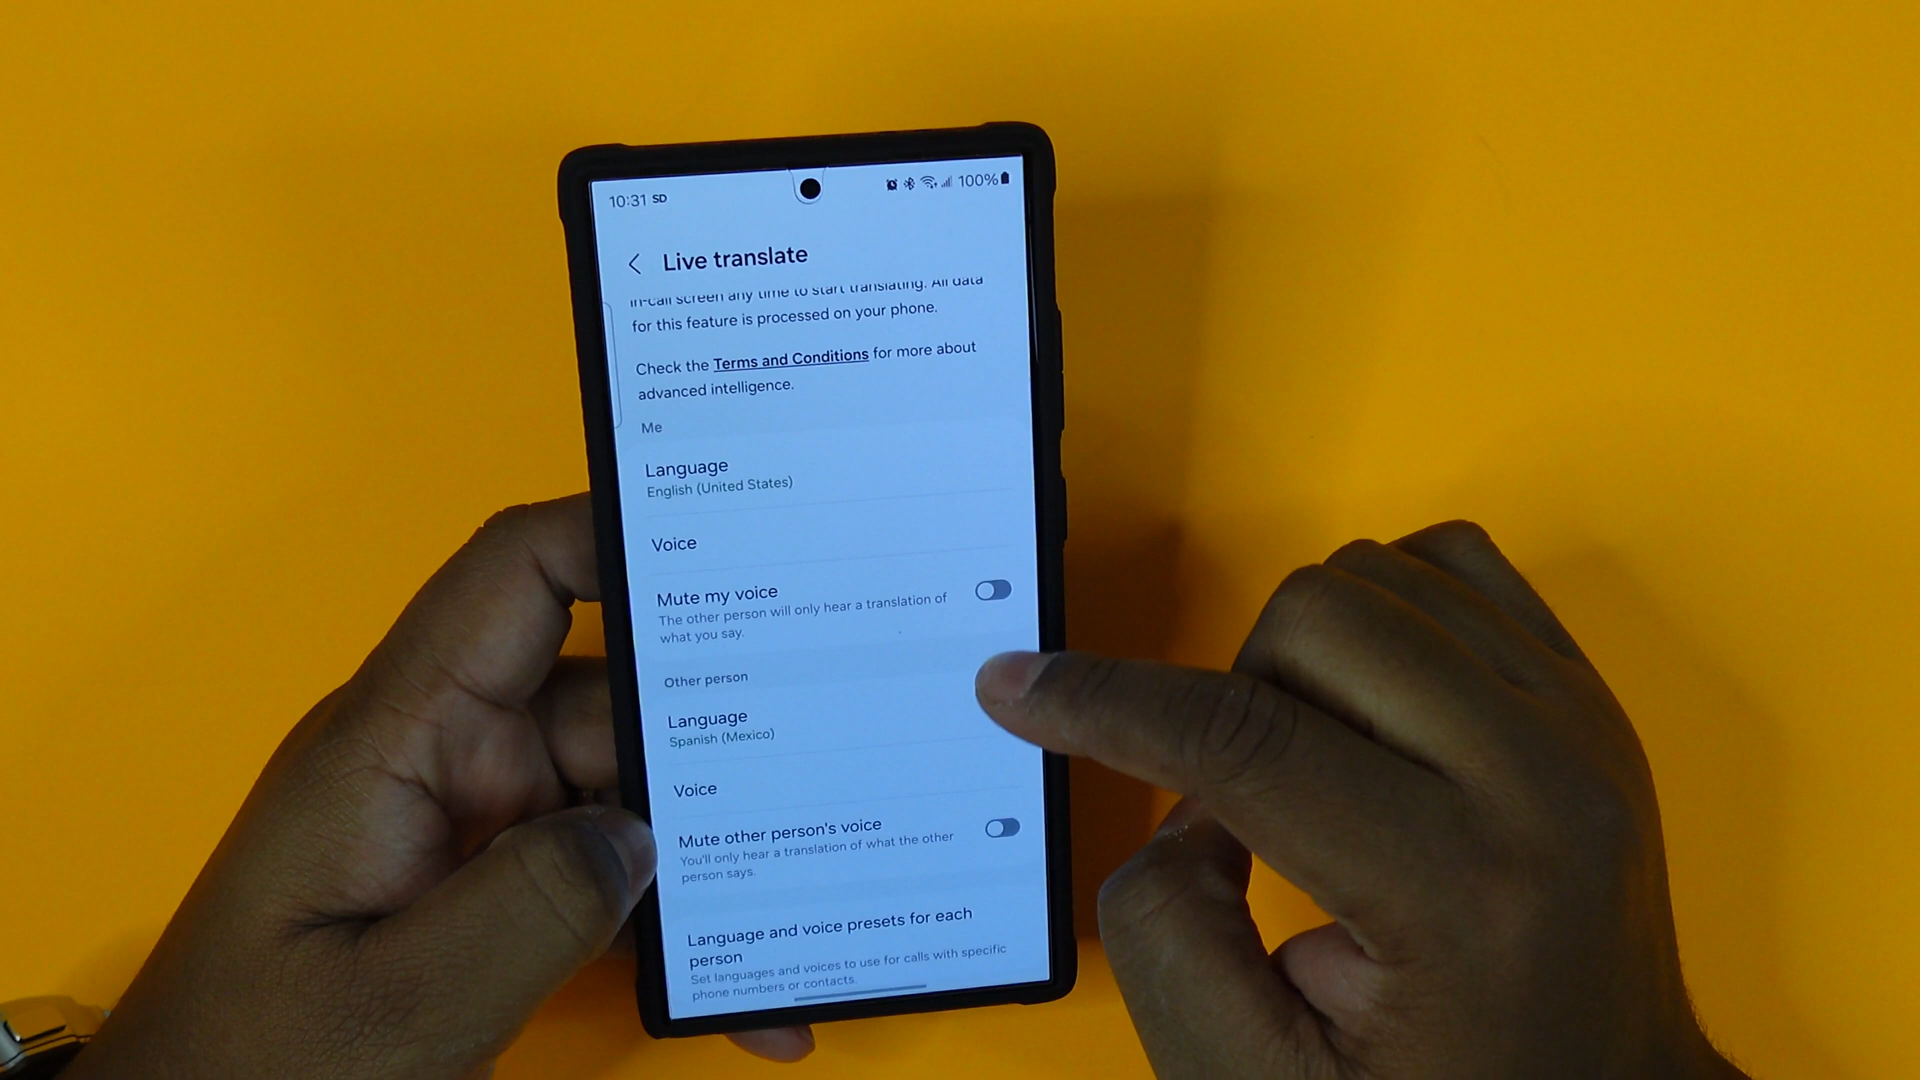 10:31 SD
100%
Live translate
in-call screen any time to start translating. All data
for this feature is processed on your phone.
Check the Terms and Conditions for more about
advanced intelligence.
Me
Language
English (United States)
Voice
Mute my voice
The other person will only hear a translation of
what you say.
Other person
Language
Spanish (Mexico)
Voice
Mute other person's voice
You'll only hear a translation of what the other
person says.
Language and voice presets for each
person
Set languages and voices to use for calls with specific
phone numbers or contacts.